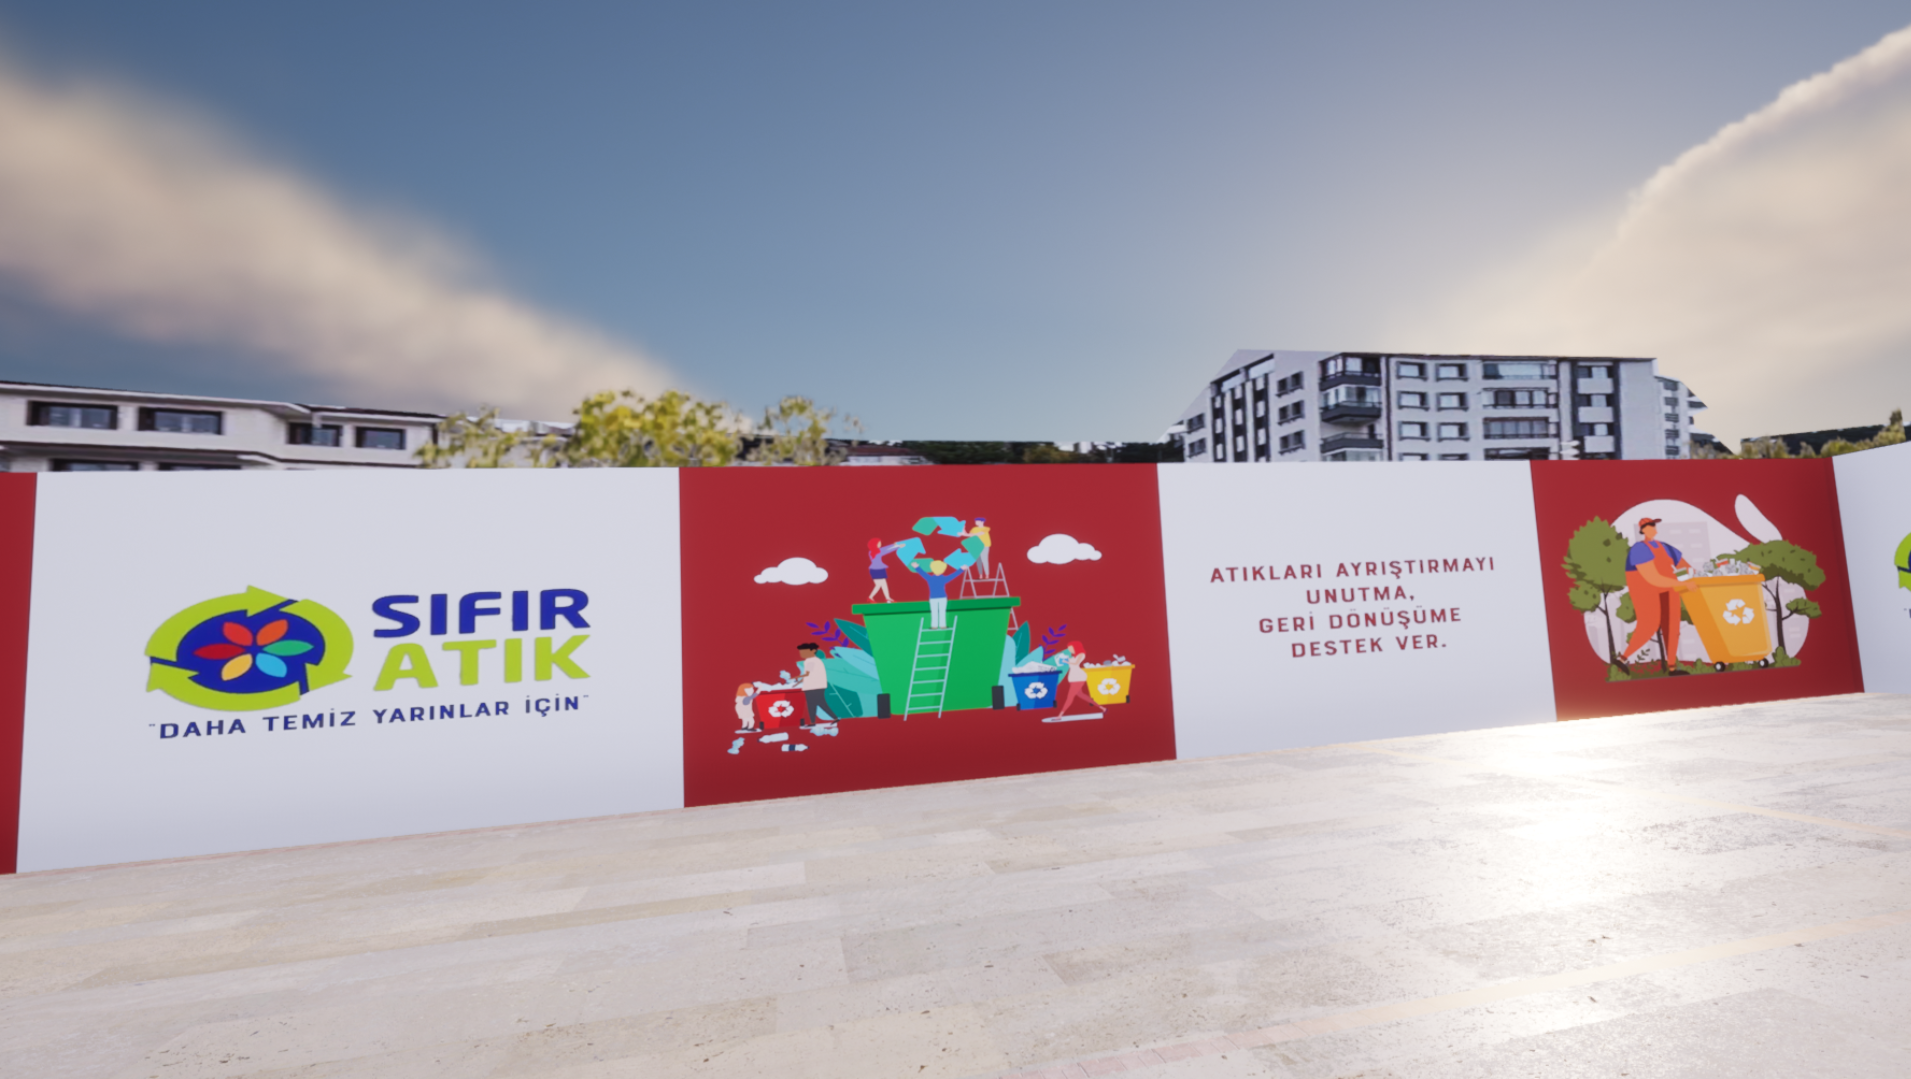 SIFIR
ATIK
"DAHA TEMİZ YARINLAR İÇİN"
ATIKLARI AYRIŞTIRMAYI
UNUTMA,
GERİ DÖNÜŞÜME
DESTEK VER.